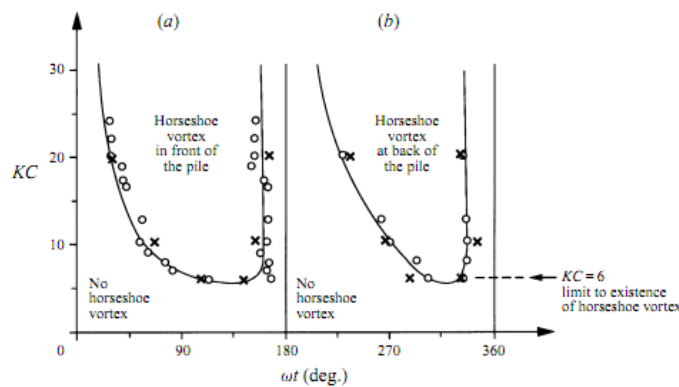 (a)
(b)
30
20
10
KC
Horseshoe
vortex
in front of
the pile
Horseshoe
vortex
at back of
the pile
No
horseshoe
vortex
No
horseshoe
vortex
KC = 6
limit to existence
of horseshoe vortex
0
90
180
270
360
ωt (deg.)